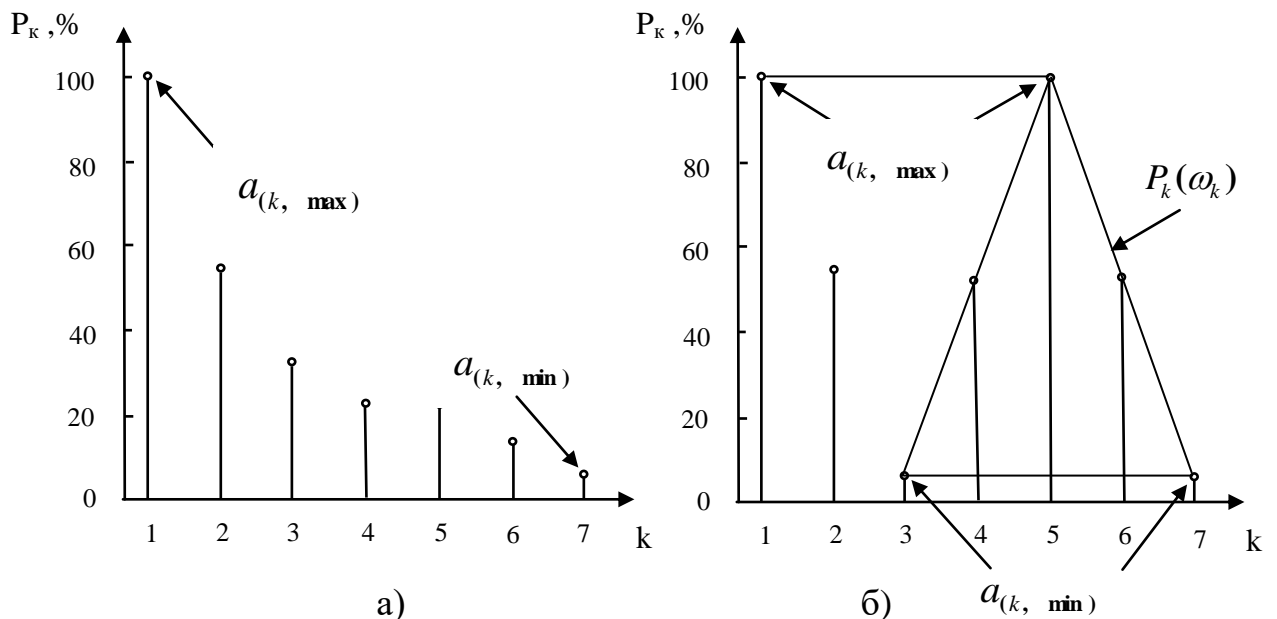 Pк ,%
100
80
60
40
20
0
a(k, max)
a(k, min)
1 2 3 4 5 6 7 k
а)
Pк ,%
100
80
60
40
20
0
a(k, max)
Pk(ωk)
1 2 3 4 5 6 7 k
a(k, min)
б)